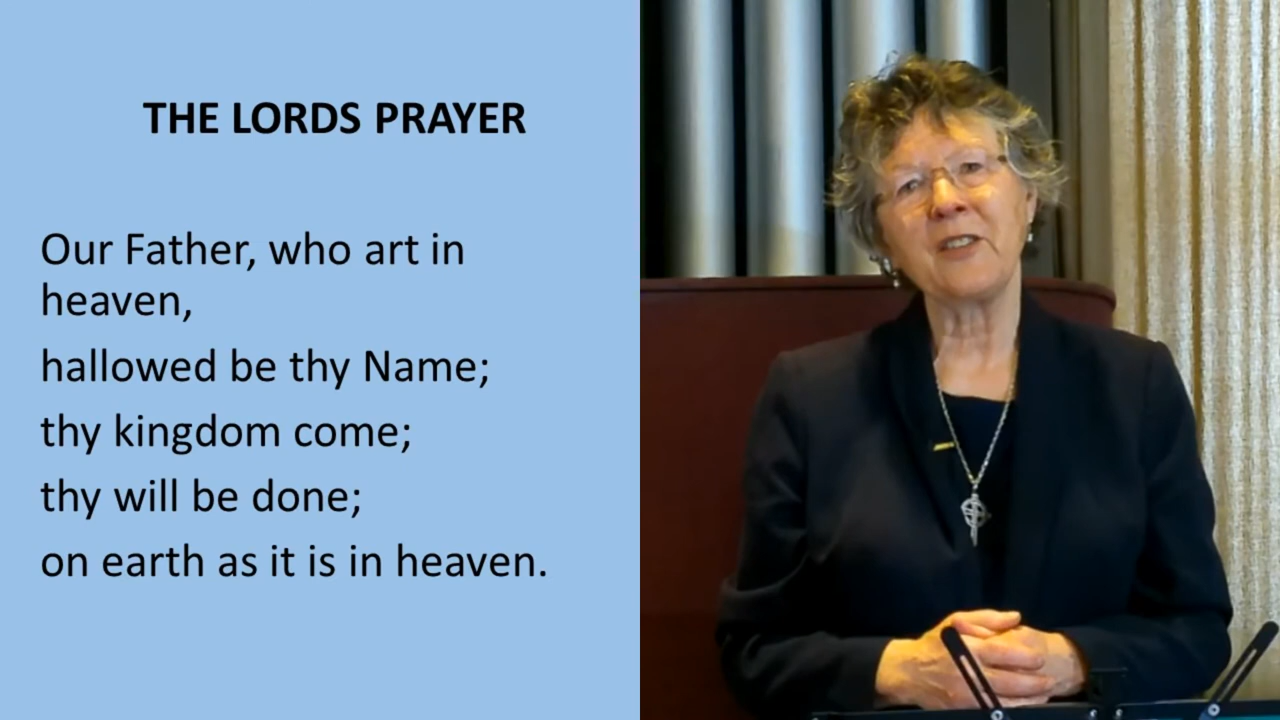 THE LORDS PRAYER
Our Father, who art in
heaven,
hallowed be thy Name;
thy kingdom come;
thy will be done;
on earth as it is in heaven.